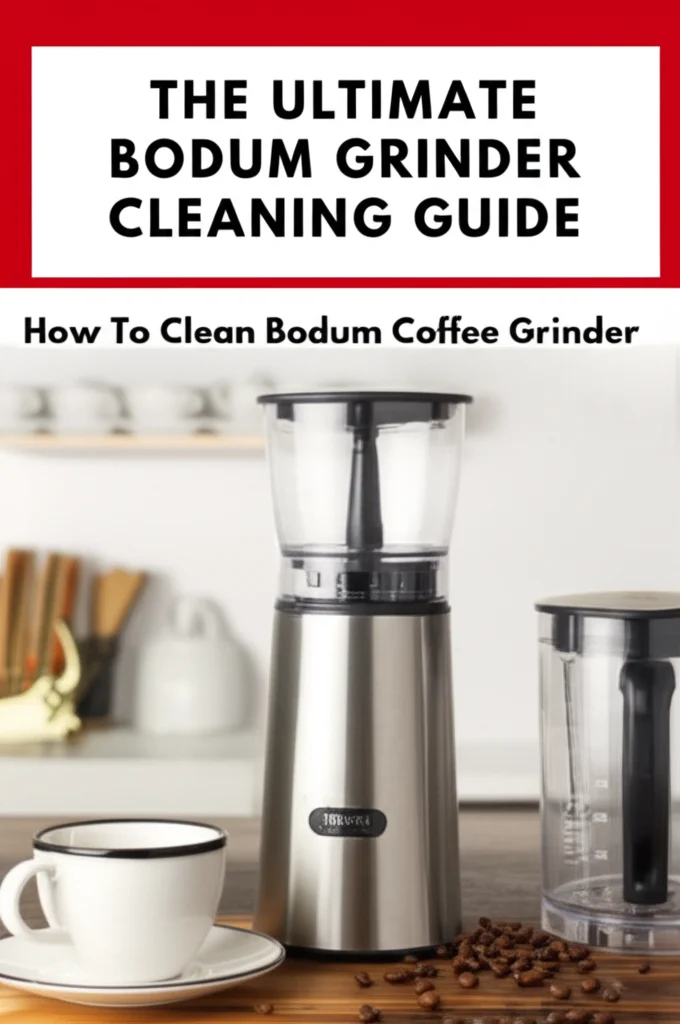 THE ULTIMATE
BODUM GRINDER
CLEANING GUIDE
How To Clean Bodum Coffee Grinder